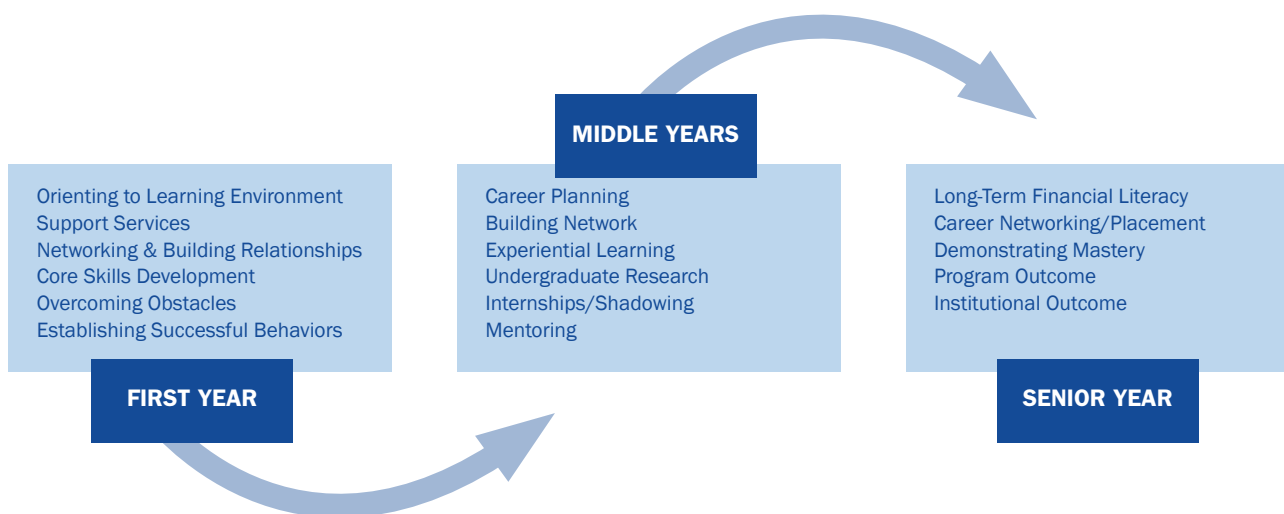 MIDDLE YEARS
Orienting to Learning Environment
Support Services
Networking & Building Relationships
Core Skills Development
Overcoming Obstacles
Establishing Successful Behaviors
FIRST YEAR
Career Planning
Building Network
Experiential Learning
Undergraduate Research
Internships/Shadowing
Mentoring
Long-Term Financial Literacy
Career Networking/Placement
Demonstrating Mastery
Program Outcome
Institutional Outcome
SENIOR YEAR